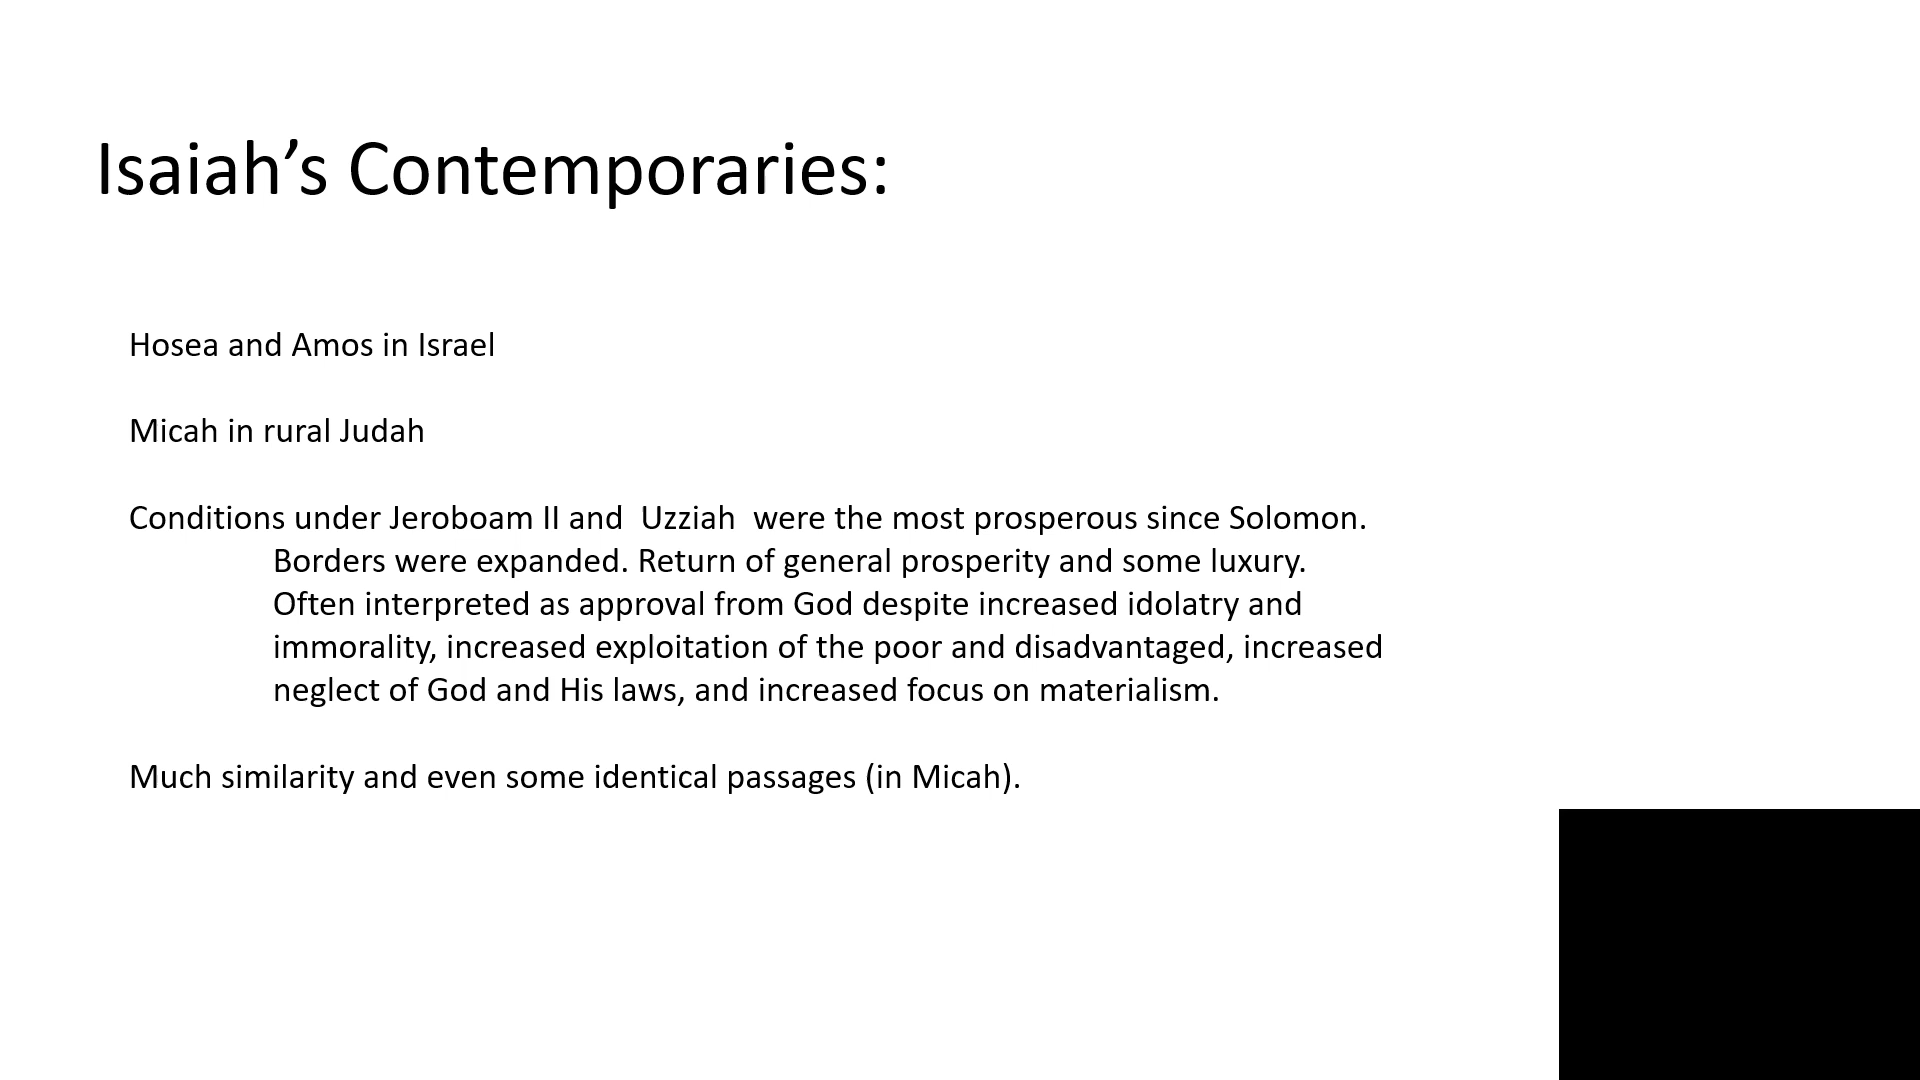 Isaiah’s Contemporaries:
Hosea and Amos in Israel
Micah in rural Judah
Conditions under Jeroboam II and  Uzziah  were the most prosperous since Solomon.
Borders were expanded. Return of general prosperity and some luxury.
Often interpreted as approval from God despite increased idolatry and
immorality, increased exploitation of the poor and disadvantaged, increased
neglect of God and His laws, and increased focus on materialism.
Much similarity and even some identical passages (in Micah).